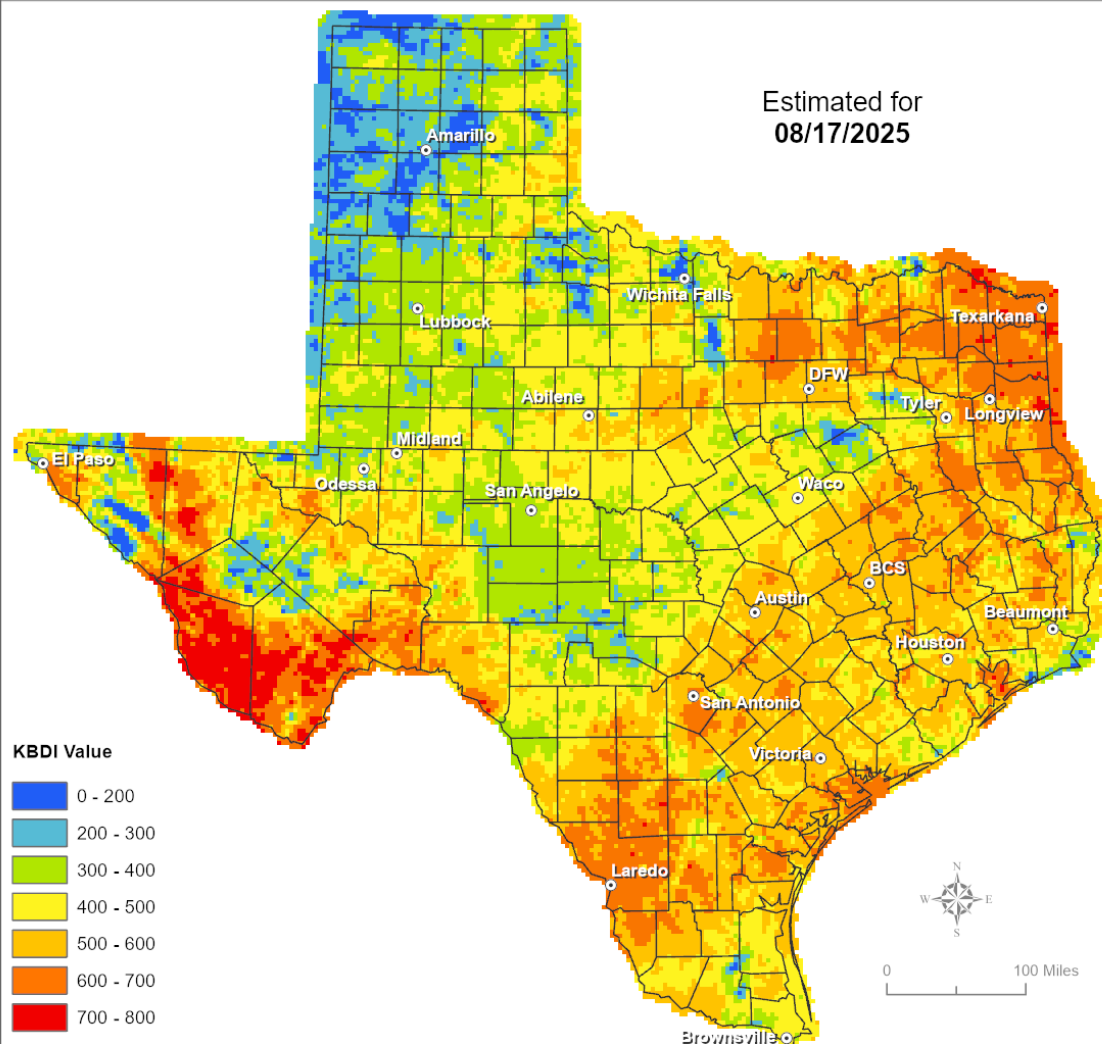 Estimated for
08/17/2025
Amarillo
Wichita Falls
Lubbock
Texarkana
DFW
Abilene
Tyler
Longview
Midland
El Paso
Odessa
San Angelo
Waco
BCS
Austin
Beaumont
Houston
San Antonio
Victoria
Laredo
Brownsville
KBDI Value
0 - 200
200 - 300
300 - 400
400 - 500
500 - 600
600 - 700
700 - 800
N
W E
S
0 100 Miles